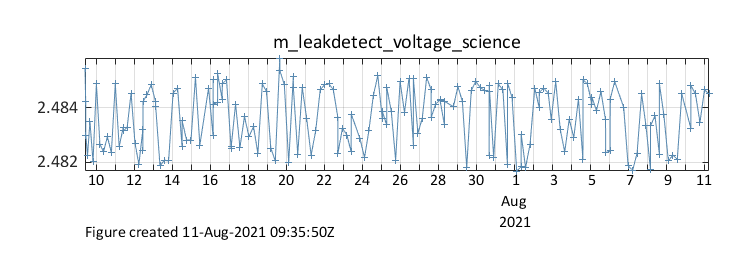 m_leakdetect_voltage_science
2.484
2.482
10 12 14 16 18 20 22 24 26 28 30 1 3 5 7 9 11
Aug
2021
Figure created 11-Aug-2021 09:35:50Z